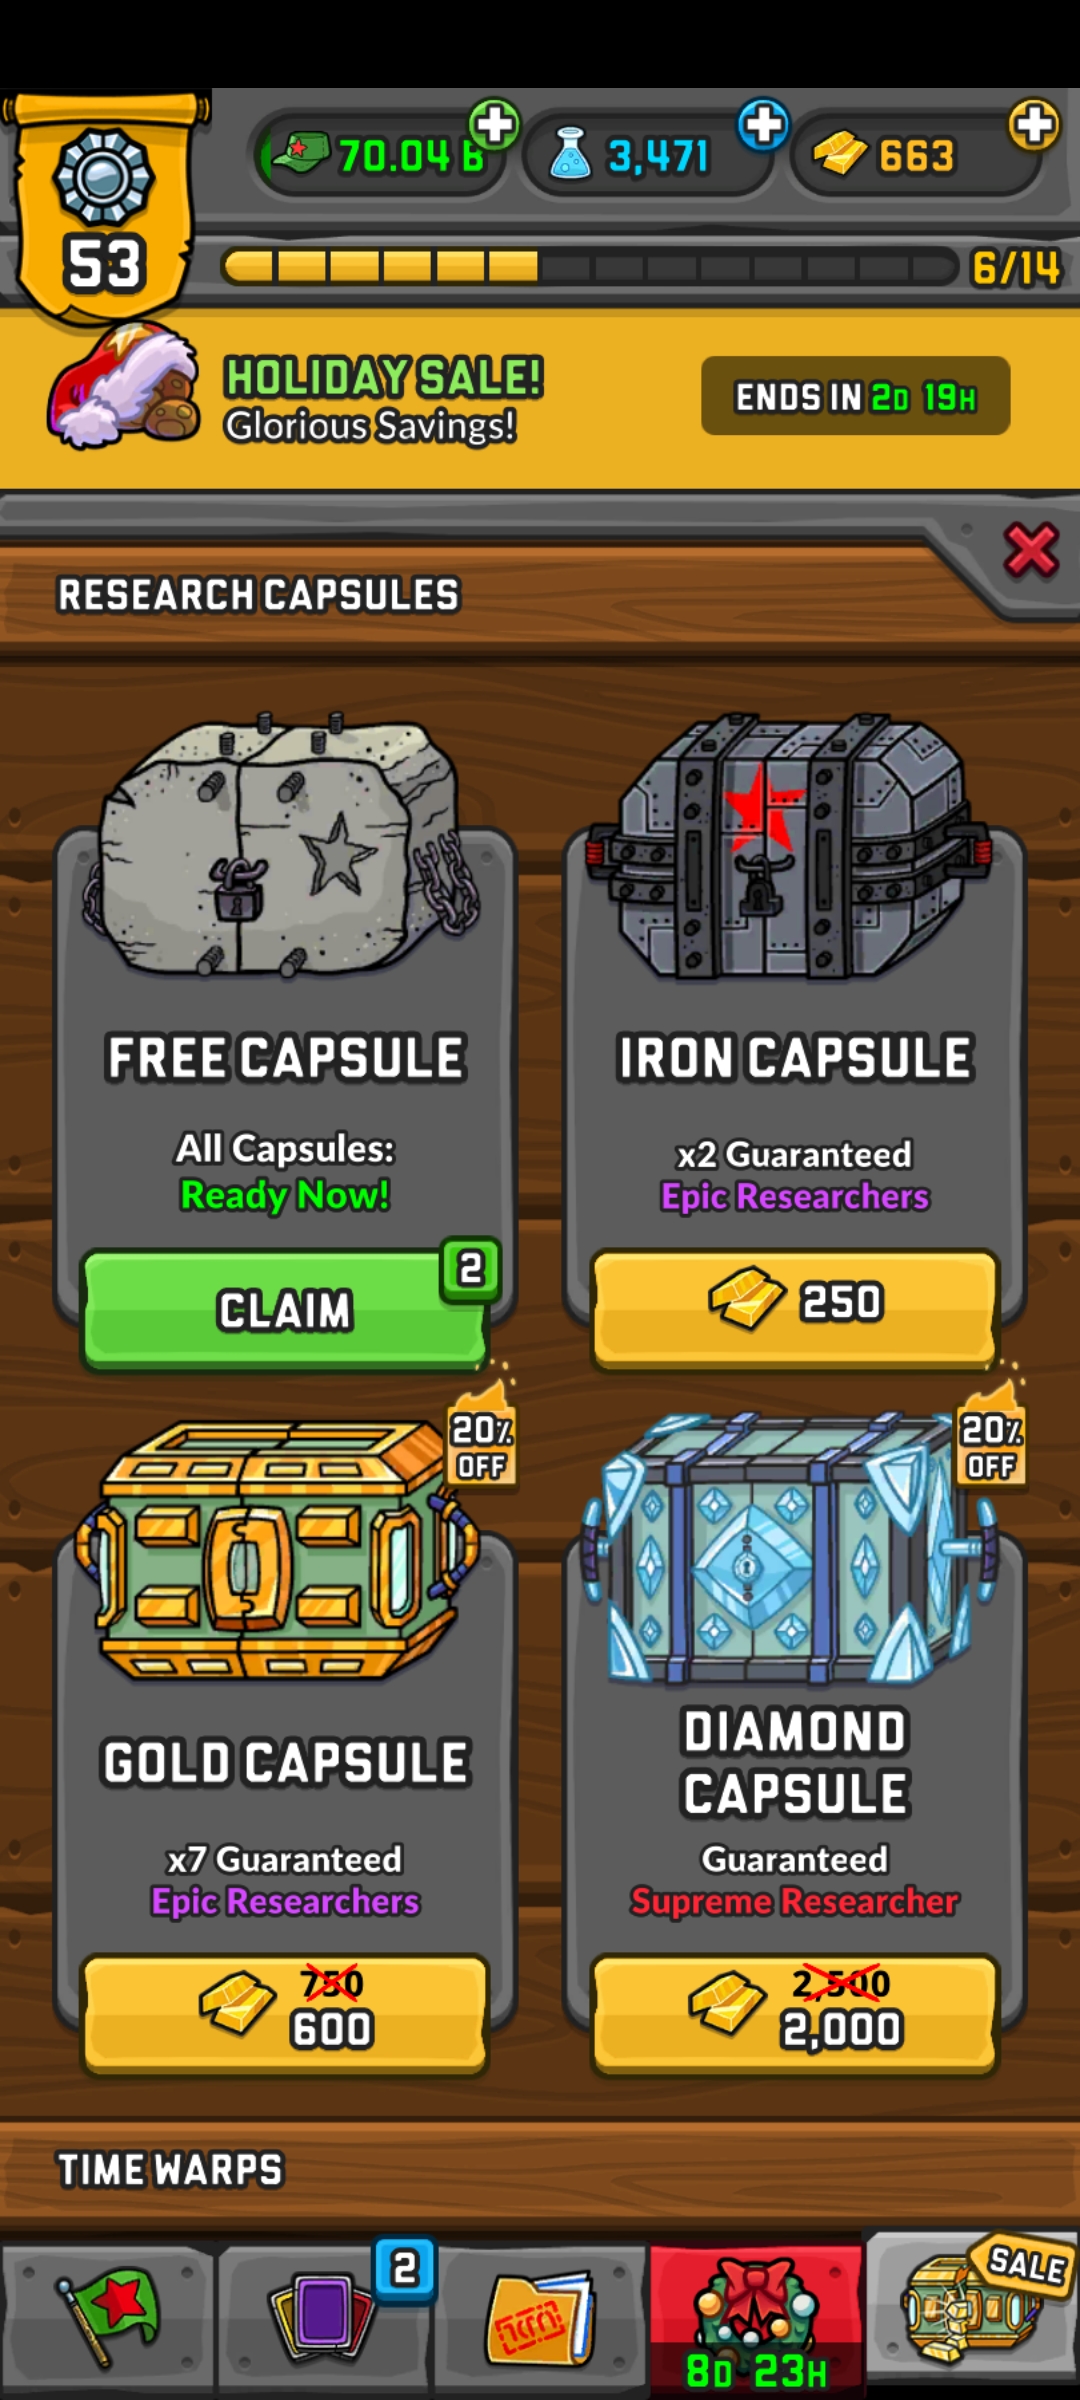 70.04 B
3,471
663
53
6/14
HOLIDAY SALE!
Glorious Savings!
ENDS IN 2D 19H
RESEARCH CAPSULES
FREE CAPSULE
All Capsules:
Ready Now!
2
CLAIM
IRON CAPSULE
x2 Guaranteed
Epic Researchers
250
20%
OFF
GOLD CAPSULE
x7 Guaranteed
Epic Researchers
750
600
20%
OFF
DIAMOND
CAPSULE
Guaranteed
Supreme Researcher
2,500
2,000
TIME WARPS
2
8D 23H
SALE